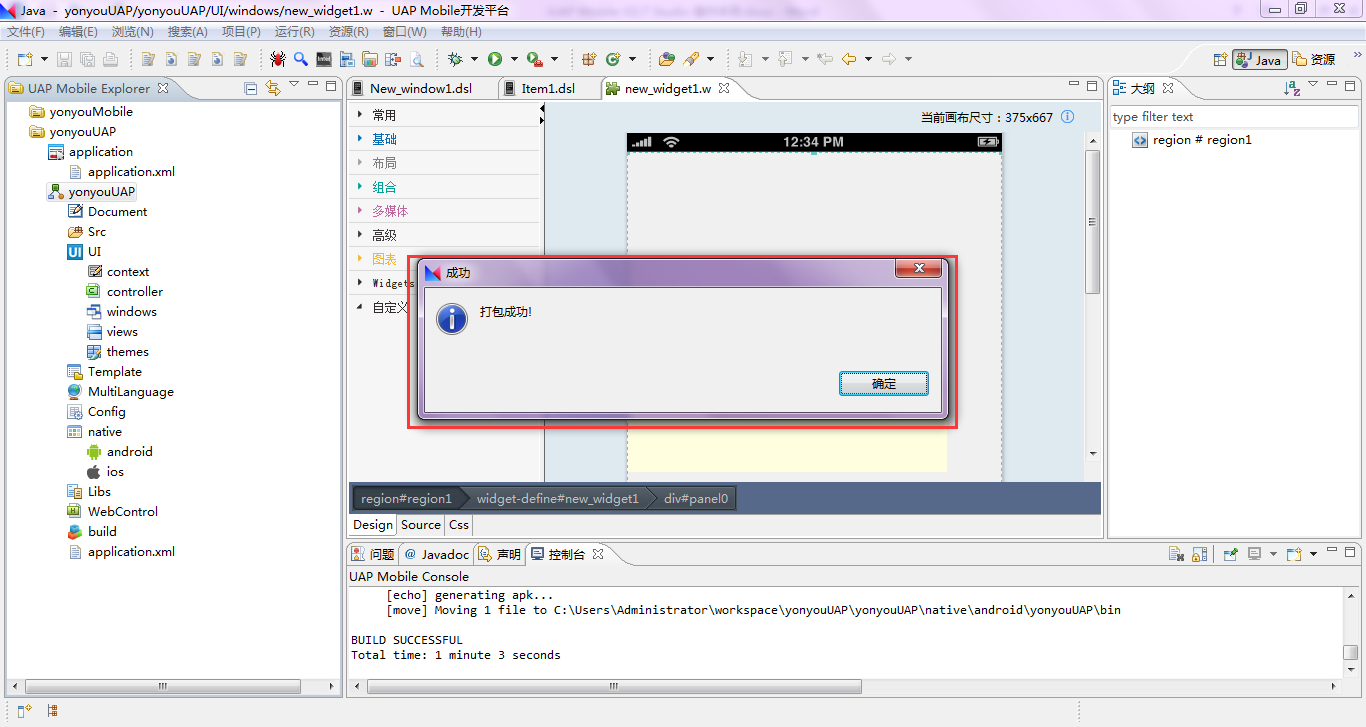 Java - yonyouUAP/yonyouUAP/UI/windows/new_widget1.w - UAP Mobile开发平台
文件(F) 编辑(E) 浏览(N) 搜索(A) 项目(P) 运行(R) 资源(R) 窗口(W) 帮助(H)
Java 资源
UAP Mobile Explorer
yonyouMobile
yonyouUAP
application
application.xml
yonyouUAP
Document
Src
UI
context
controller
windows
views
themes
Template
MultiLanguage
Config
native
android
ios
Libs
WebControl
build
application.xml
New_window1.dsl Item1.dsl new_widget1.w
常用
基础
布局
组合
多媒体
高级
图表
Widgets
自定义
当前画布尺寸：375x667
12:34 PM
成功
打包成功!
确定
region#region1 widget-define#new_widget1 div#panel0
Design Source Css
大纲
type filter text
region # region1
问题 @ Javadoc 声明 控制台
UAP Mobile Console
[echo] generating apk...
[move] Moving 1 file to C:\Users\Administrator\workspace\yonyouUAP\yonyouUAP\native\android\yonyouUAP\bin
BUILD SUCCESSFUL
Total time: 1 minute 3 seconds